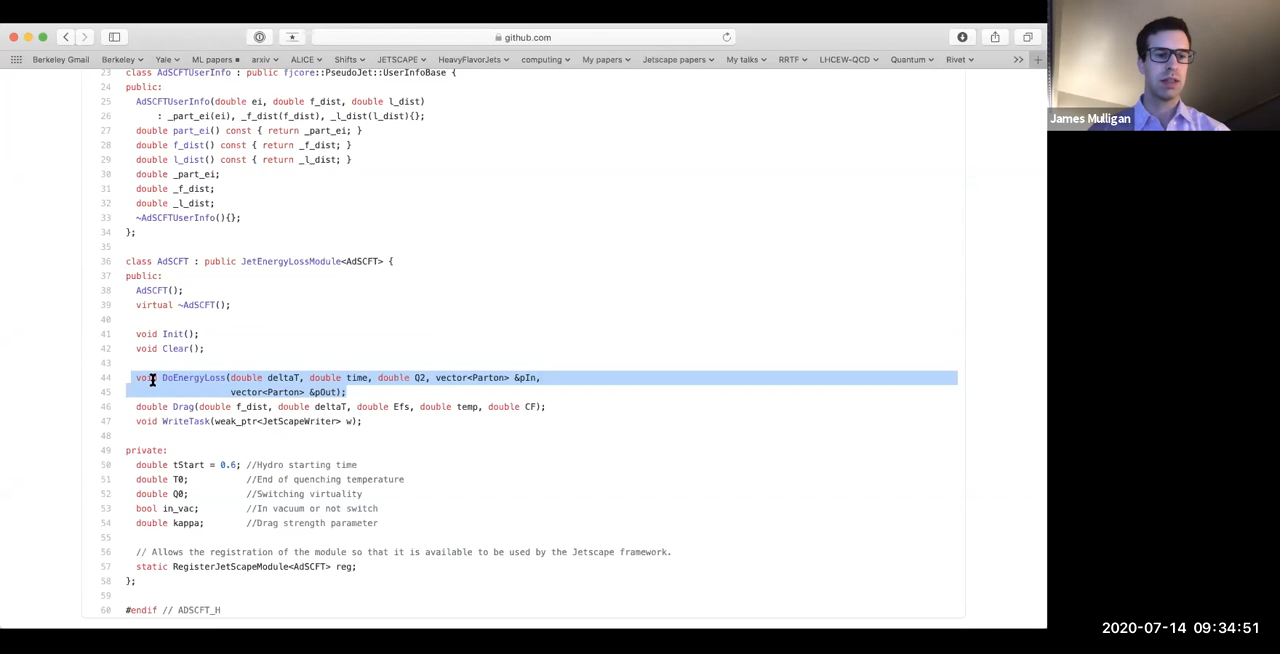 github.com
Berkeley Gmail Berkeley Yale ML papers arxiv Shifts ALICE JETSCAPE HeavyFlavorJets computing My papers Jetscape papers My talks RRTF LHCEW-QCD Quantum Rivet >> +
James Mulligan
23 class AdSCFTUserInfo : public fjcore::PseudoJet::UserInfoBase {
24 public:
25 AdSCFTUserInfo(double ei, double f_dist, double l_dist)
26 : _part_ei(ei), _f_dist(f_dist), _l_dist(l_dist){};
27 double part_ei() const { return _part_ei; }
28 double f_dist() const { return _f_dist; }
29 double l_dist() const { return _l_dist; }
30 double _part_ei;
31 double _f_dist;
32 double _l_dist;
33 ~AdSCFTUserInfo(){};
34 };
35
36 class AdSCFT : public JetEnergyLossModule<AdSCFT> {
37 public:
38 AdSCFT();
39 virtual ~AdSCFT();
40
41 void Init();
42 void Clear();
43
44 void DoEnergyLoss(double deltaT, double time, double Q2, vector<Parton> &pIn,
45 vector<Parton> &pOut);
46 double Drag(double f_dist, double deltaT, double Efs, double temp, double CF);
47 void WriteTask(weak_ptr<JetScapeWriter> w);
48
49 private:
50 double tStart = 0.6; //Hydro starting time
51 double T0; //End of quenching temperature
52 double Q0; //Switching virtuality
53 bool in_vac; //In vacuum or not switch
54 double kappa; //Drag strength parameter
55
56 // Allows the registration of the module so that it is available to be used by the Jetscape framework.
57 static RegisterJetScapeModule<AdSCFT> reg;
58 };
59
60 #endif // ADSCFT_H
2020-07-14 09:34:51